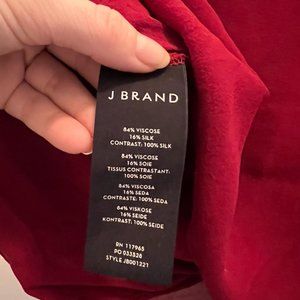 J BRAND
84% VISCOSE
16% SILK
CONTRAST: 100% SILK
84% VISCOSE
16% SOIE
TISSUS CONTRASTANT:
100% SOIE
84% VISCOSA
16% SEDA
CONTRASTE: 100% SEDA
84% VISKOSE
16% SEIDE
KONTRAST: 100% SEIDE
RN 117965
PO 033528
STYLE JB001221